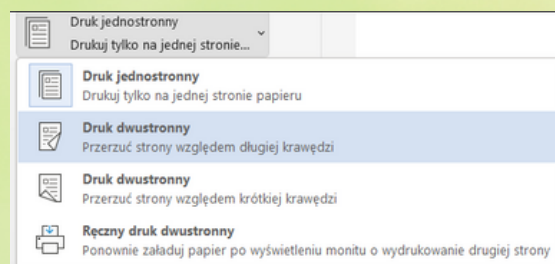 Druk jednostronny
Drukuj tylko na jednej stronie...
Druk jednostronny
Drukuj tylko na jednej stronie papieru
Druk dwustronny
Przerzuć strony względem długiej krawędzi
Druk dwustronny
Przerzuć strony względem krótkiej krawędzi
Ręczny druk dwustronny
Ponownie załaduj papier po wyświetleniu monitu o wydrukowanie drugiej strony